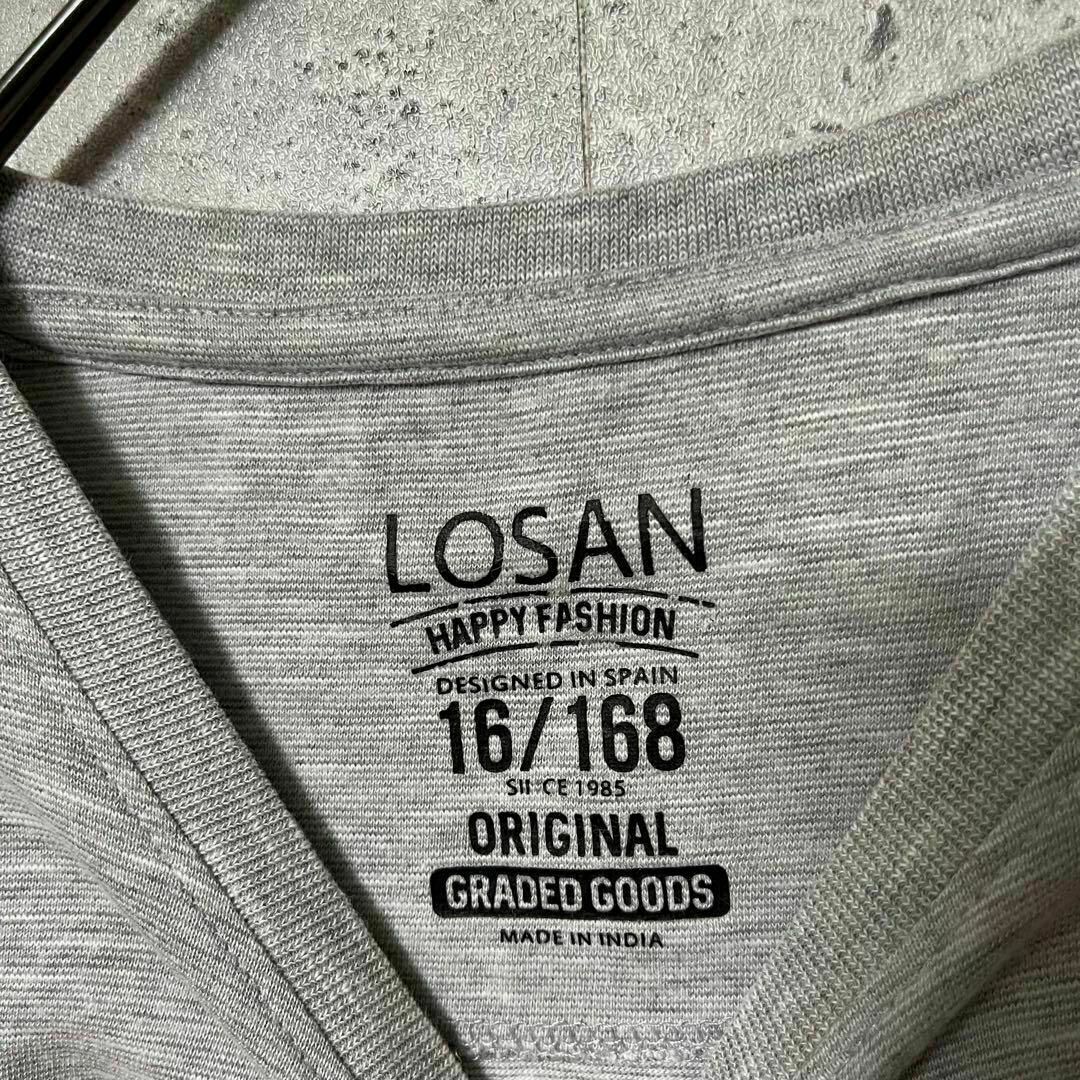 LOSAN
HAPPY FASHION
DESIGNED IN SPAIN
16/168
SINCE 1985
ORIGINAL
GRADED GOODS
MADE IN INDIA